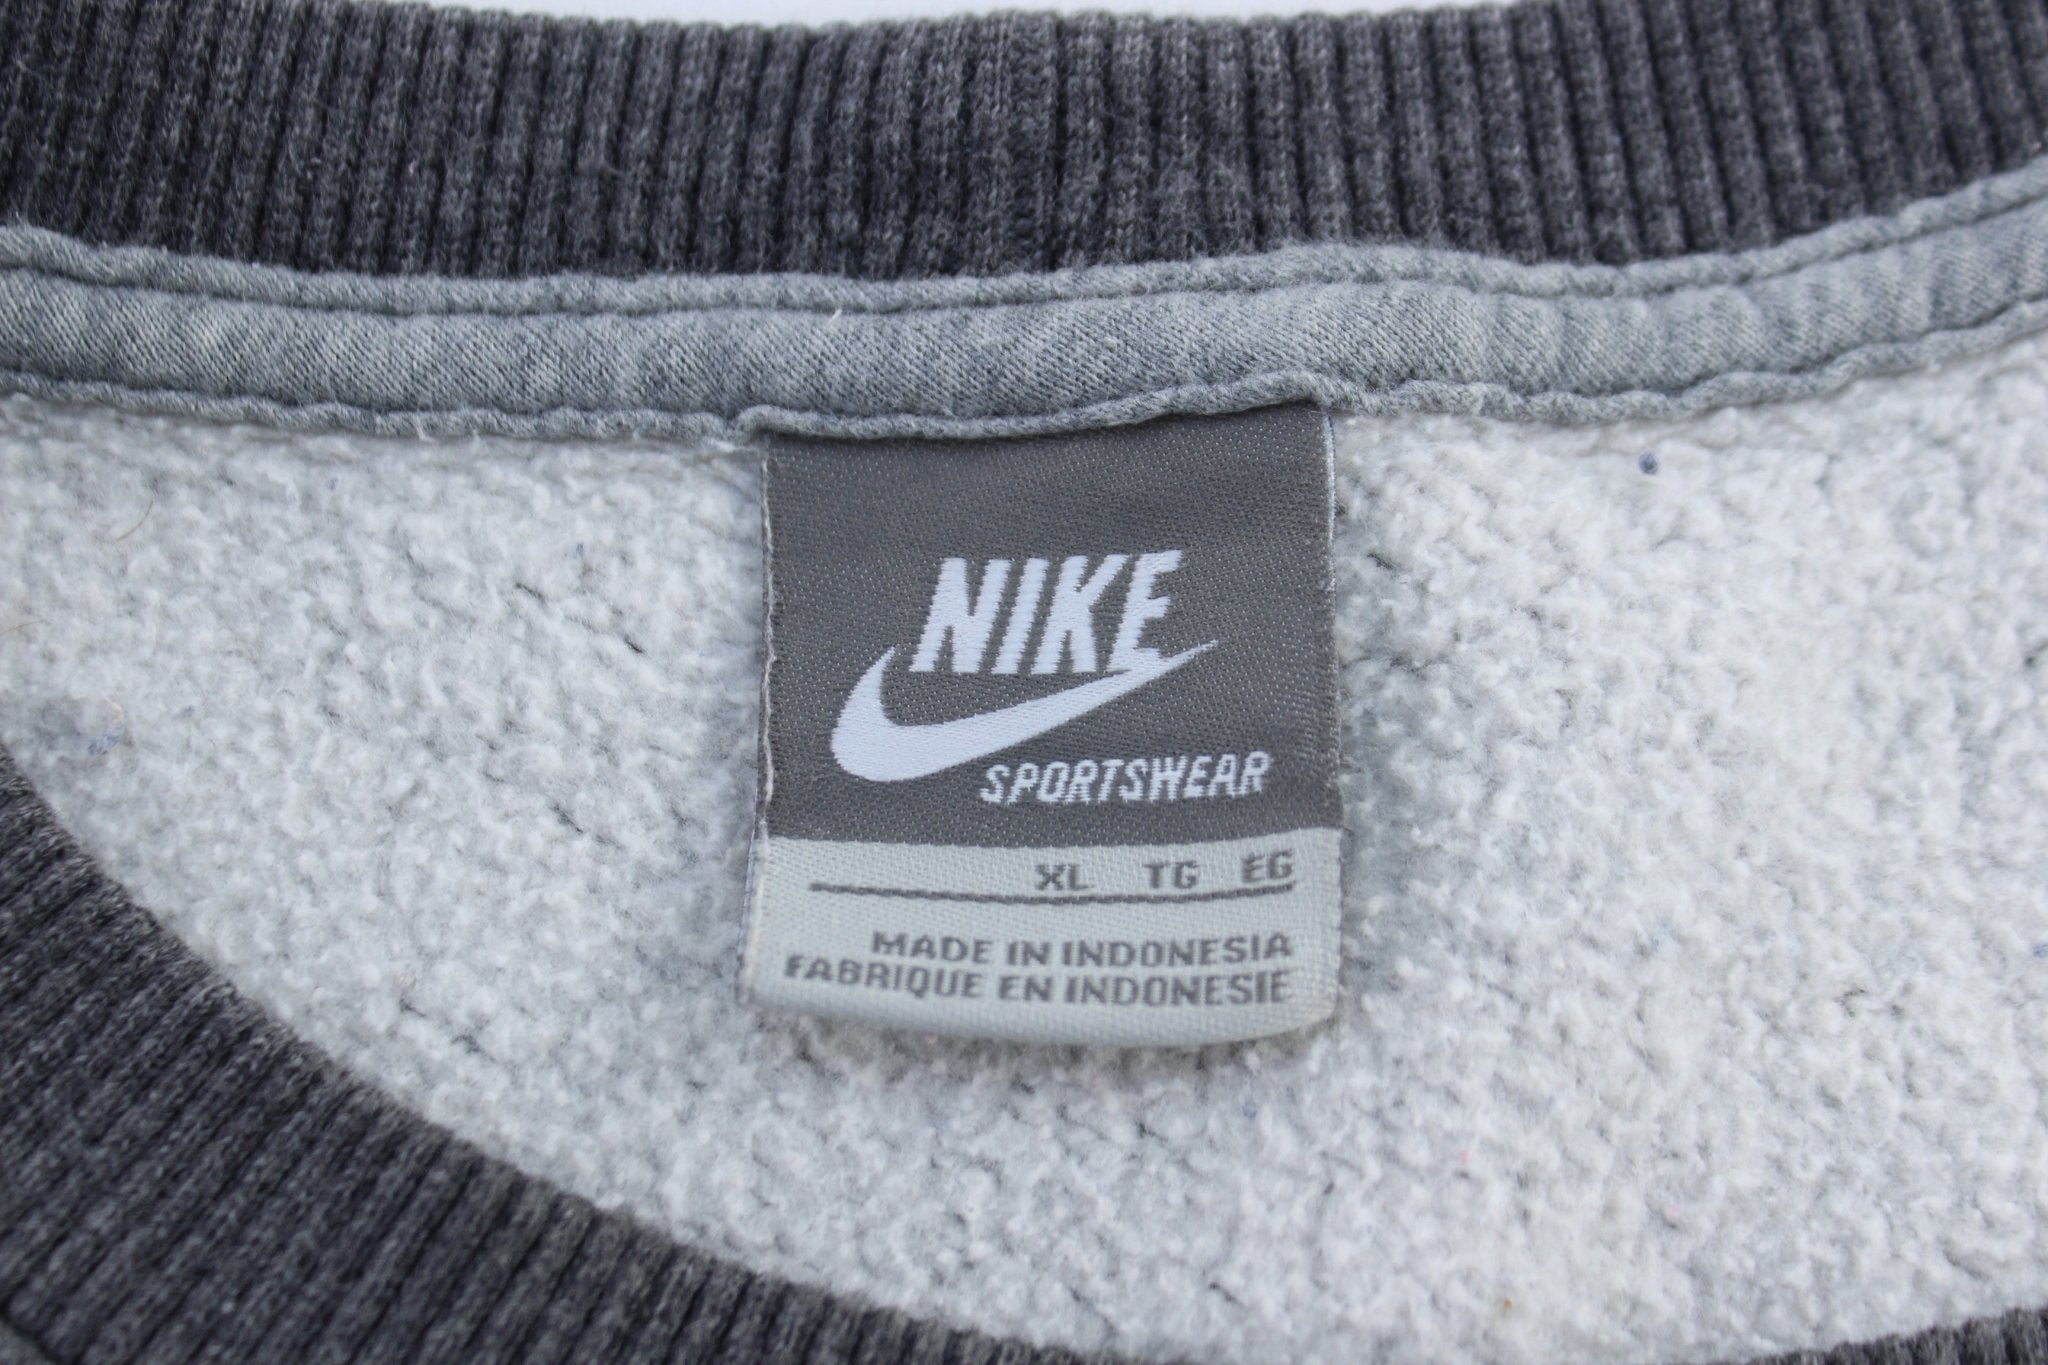 NIKE
SPORTSWEAR
XL TG EG
MADE IN INDONESIA
FABRIQUE EN INDONESIE